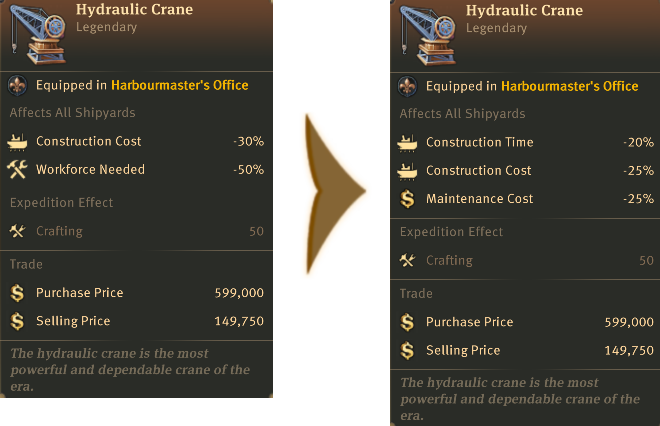 Hydraulic Crane
Legendary
Equipped in Harbourmaster's Office
Affects All Shipyards
Construction Cost -30%
Workforce Needed -50%
Expedition Effect
Crafting 50
Trade
Purchase Price 599,000
Selling Price 149,750
The hydraulic crane is the most
powerful and dependable crane of the
era.
Hydraulic Crane
Legendary
Equipped in Harbourmaster's Office
Affects All Shipyards
Construction Time -20%
Construction Cost -25%
Maintenance Cost -25%
Expedition Effect
Crafting 50
Trade
Purchase Price 599,000
Selling Price 149,750
The hydraulic crane is the most
powerful and dependable crane of the
era.